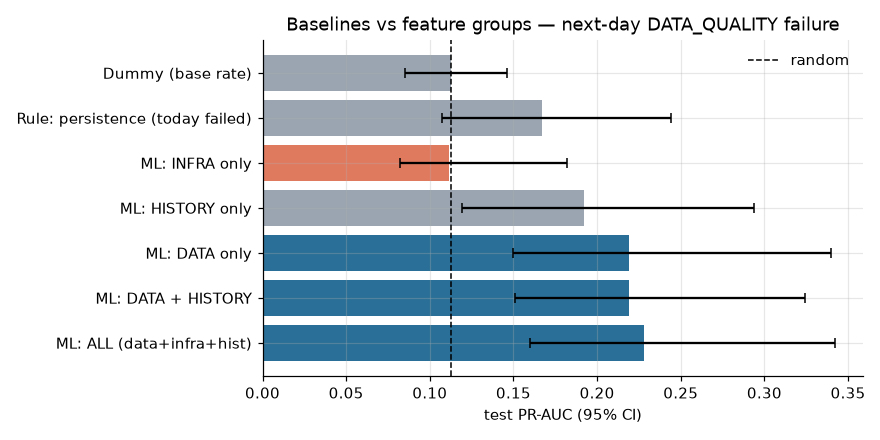 Baselines vs feature groups — next-day DATA_QUALITY failure
random
Dummy (base rate)
Rule: persistence (today failed)
ML: INFRA only
ML: HISTORY only
ML: DATA only
ML: DATA + HISTORY
ML: ALL (data+infra+hist)
0.00 0.05 0.10 0.15 0.20 0.25 0.30 0.35
test PR-AUC (95% CI)